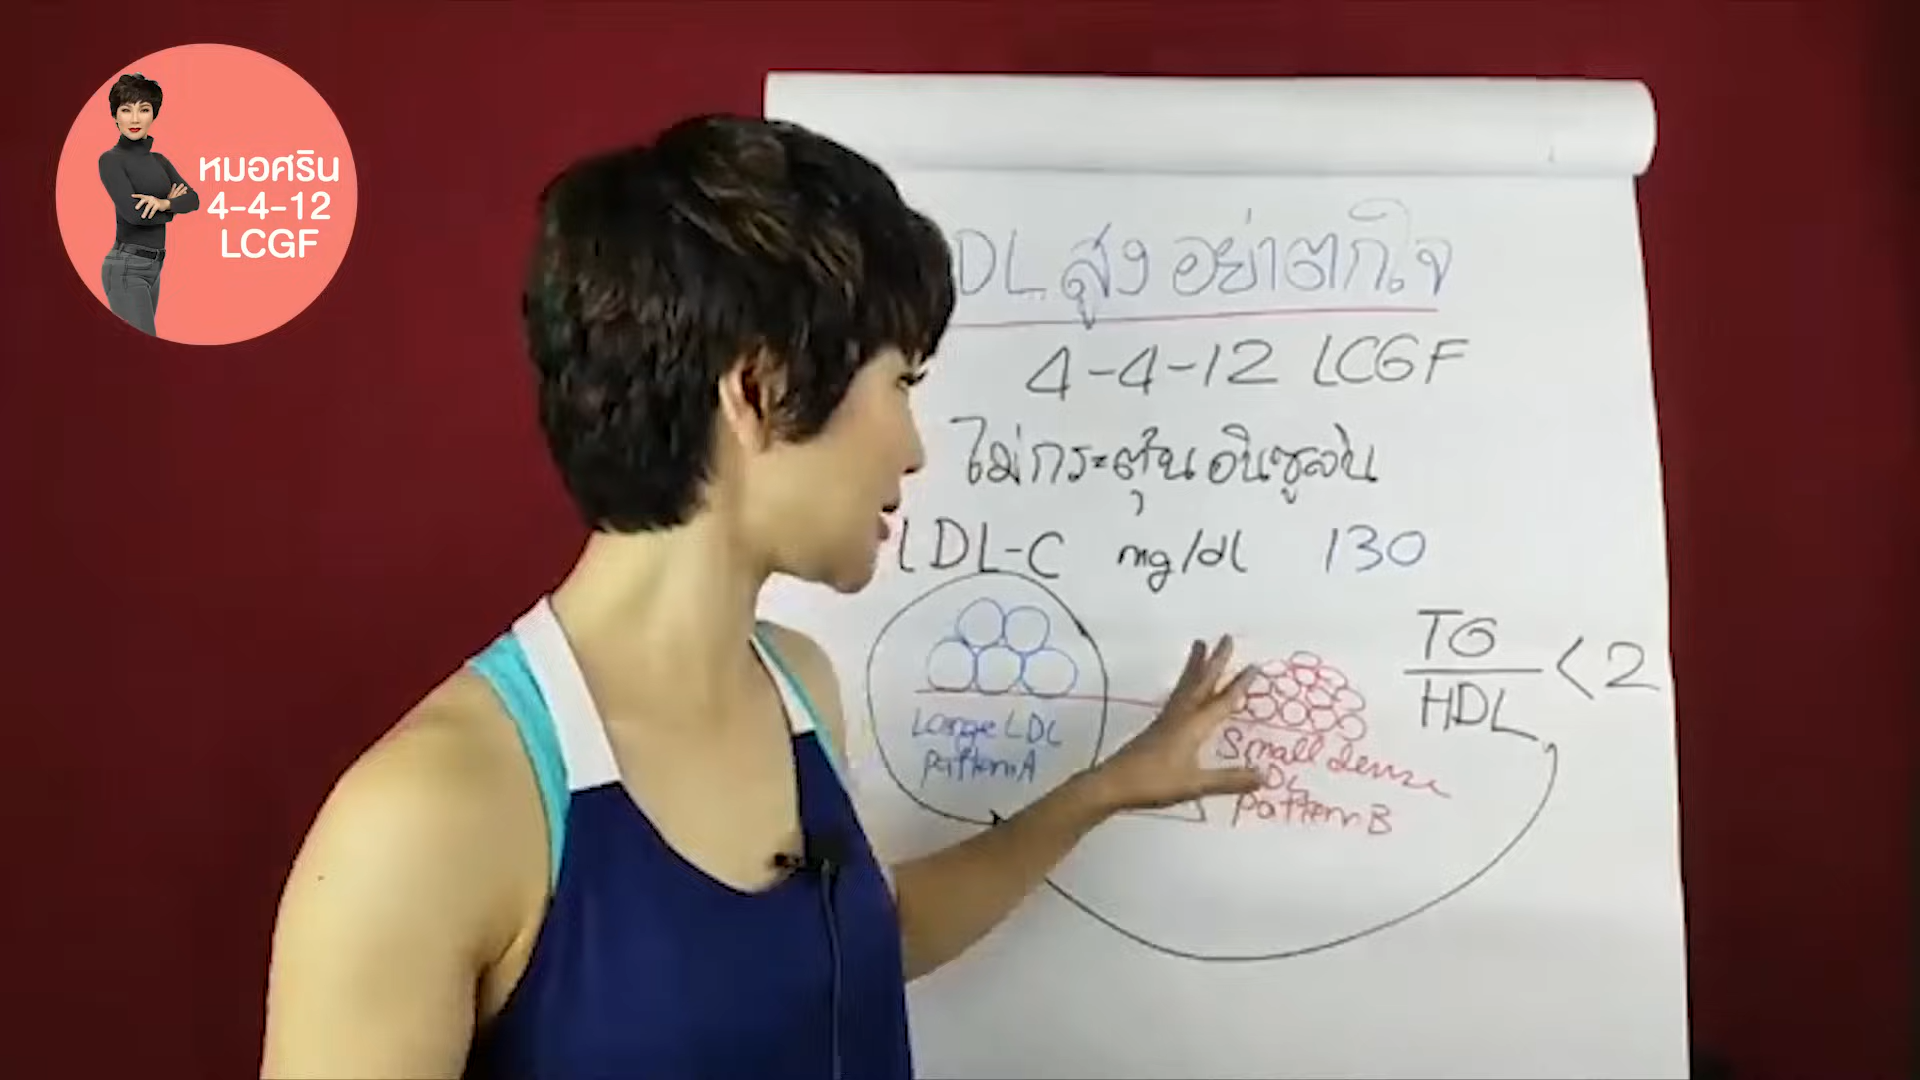 หมอศริน
4-4-12
LCGF
DL สูง อย่าตกใจ
4-4-12 LCGF
ไม่กระตุ้นอินซูลิน
LDL-C mg/dl 130
TG
HDL
<2
Large LDL
pattern A
Small dense
LDL
pattern B